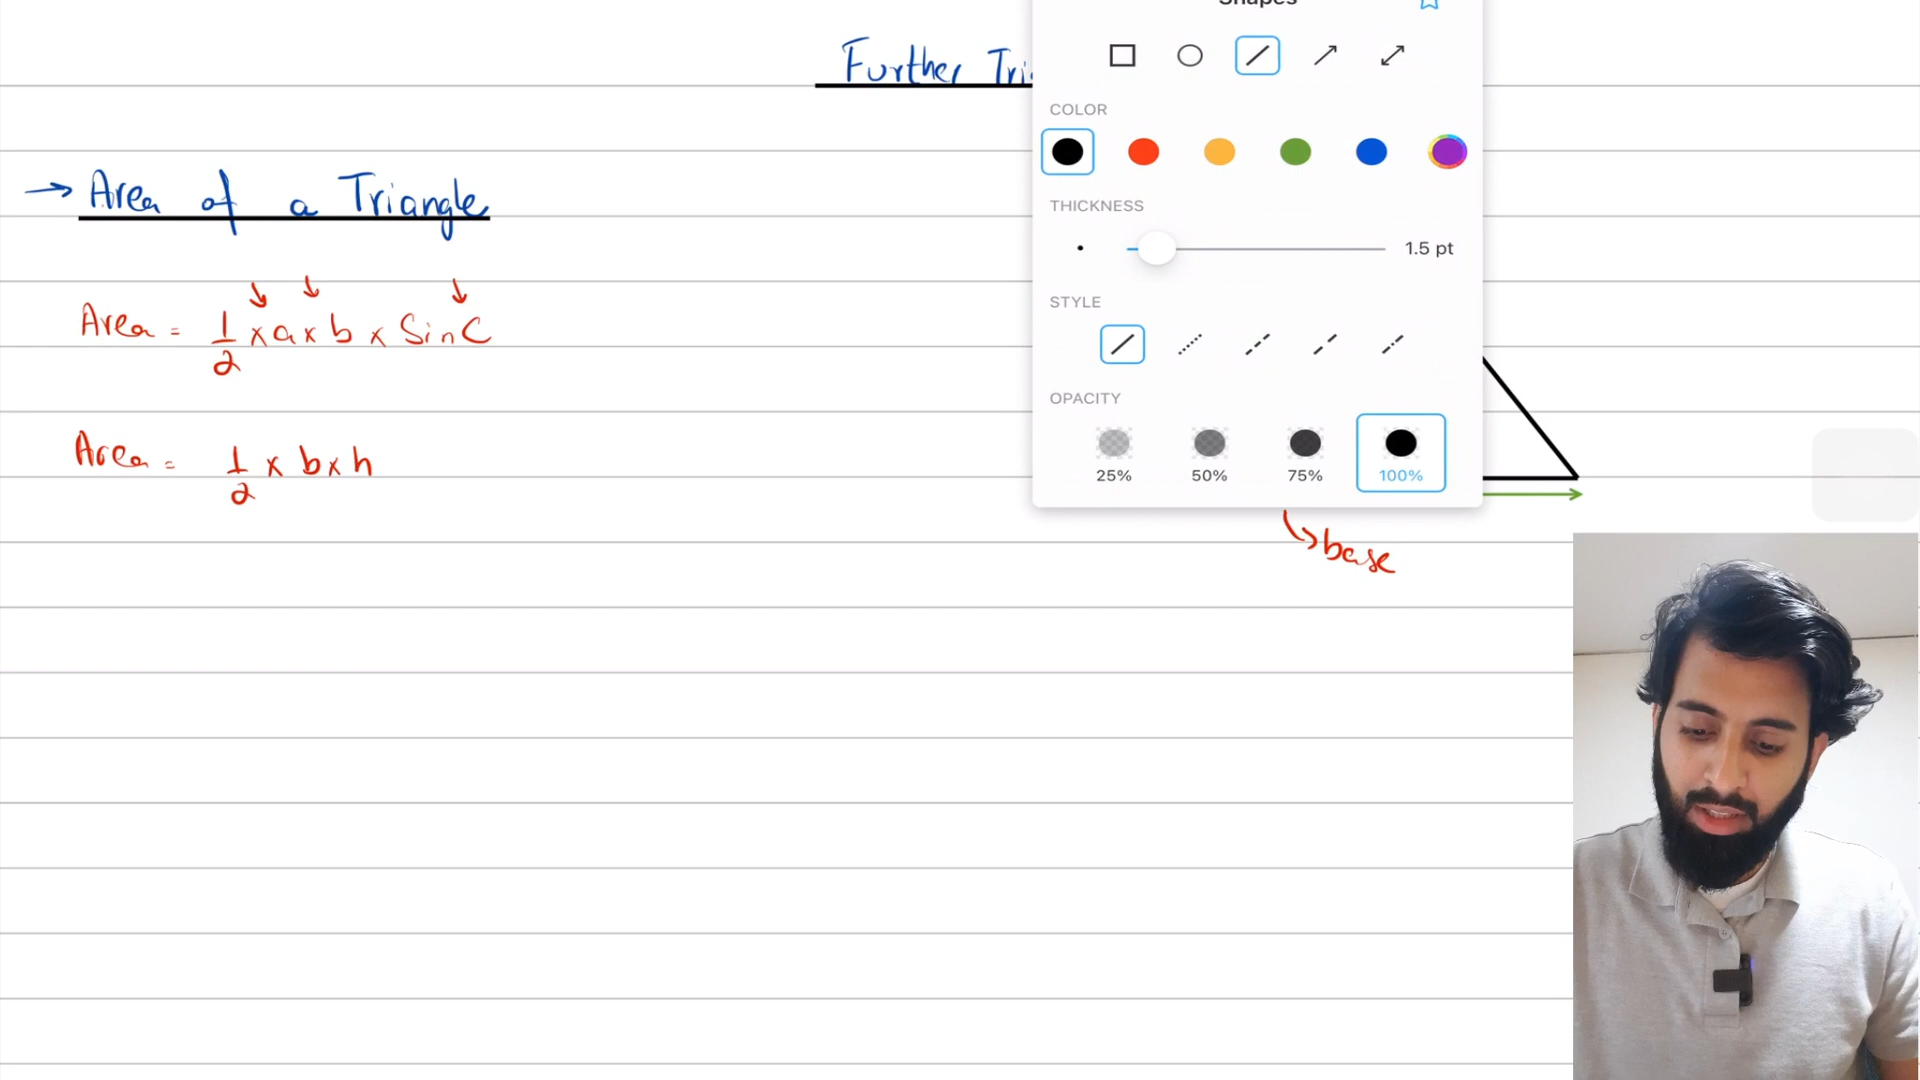 Shapes
Further Tri
COLOR
→ Area of a Triangle
THICKNESS
1.5 pt
STYLE
Area = 1/2 × a × b × Sin C
OPACITY
Area = 1/2 × b × h
25% 50% 75% 100%
base